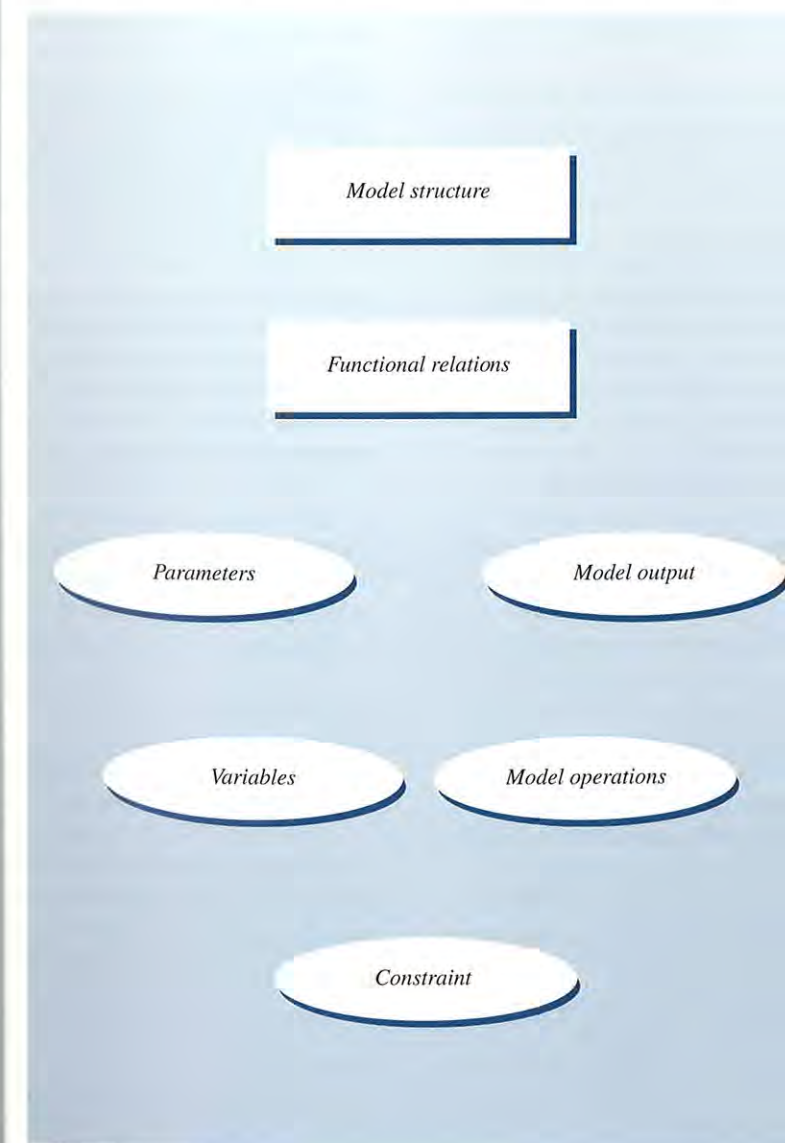 Model structure
Functional relations
Parameters
Model output
Variables
Model operations
Constraint